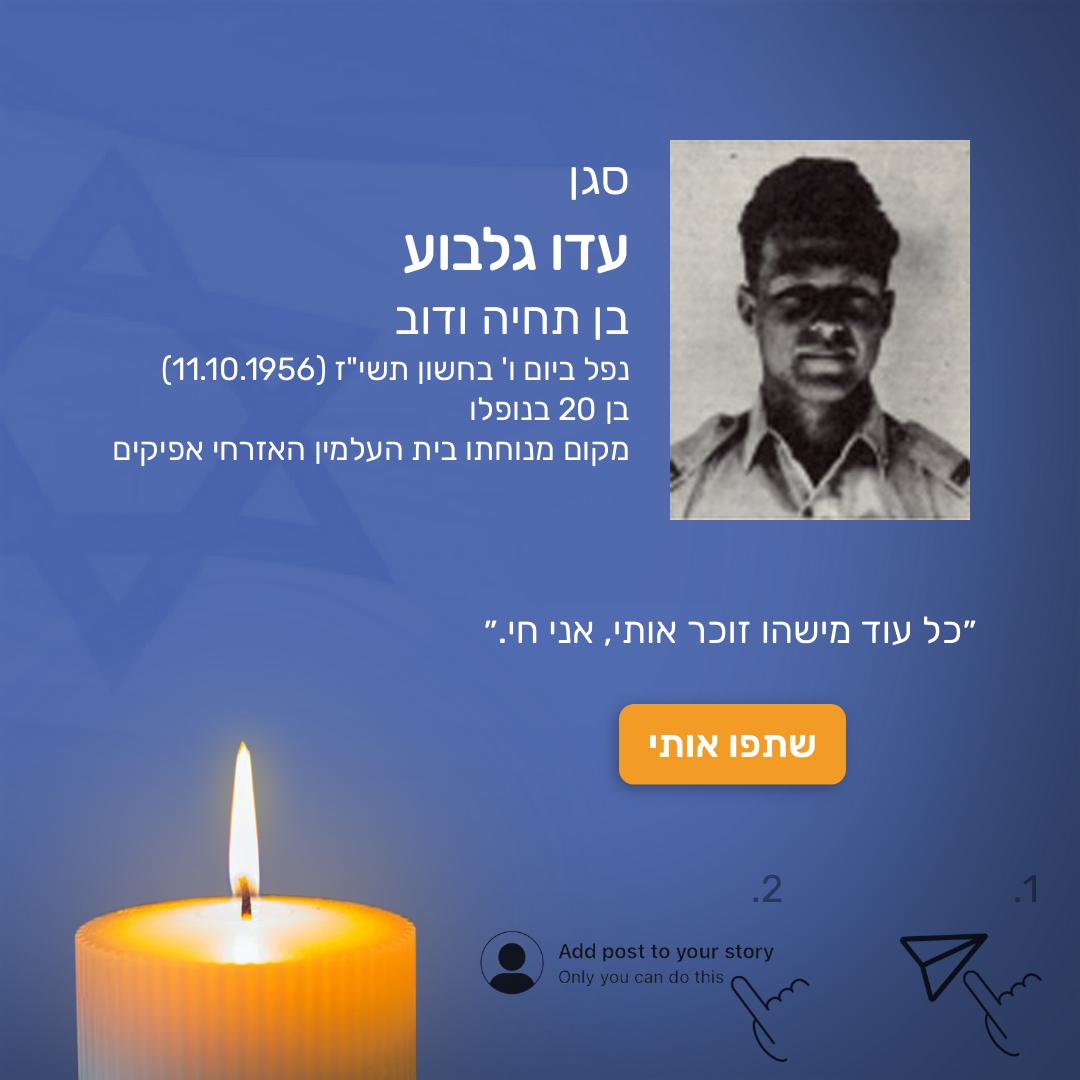 סגן
עדו גלבוע
בן תחיה ודוב
נפל ביום ו' בחשון תשי"ז (11.10.1956)
בן 20 בנופלו
מקום מנוחתו בית העלמין האזרחי אפיקים
״כל עוד מישהו זוכר אותי, אני חי.״
שתפו אותי
1.
2.
Add post to your story
Only you can do this